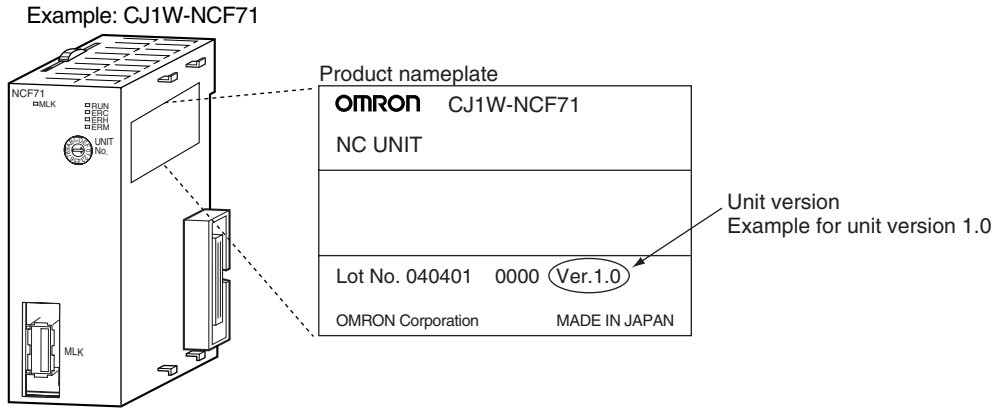 Example: CJ1W-NCF71
NCF71
MLK
RUN
ERC
ERH
ERM
UNIT
No.
MLK
Product nameplate
OMRON CJ1W-NCF71
NC UNIT
Lot No. 040401 0000 Ver.1.0
OMRON Corporation MADE IN JAPAN
Unit version
Example for unit version 1.0